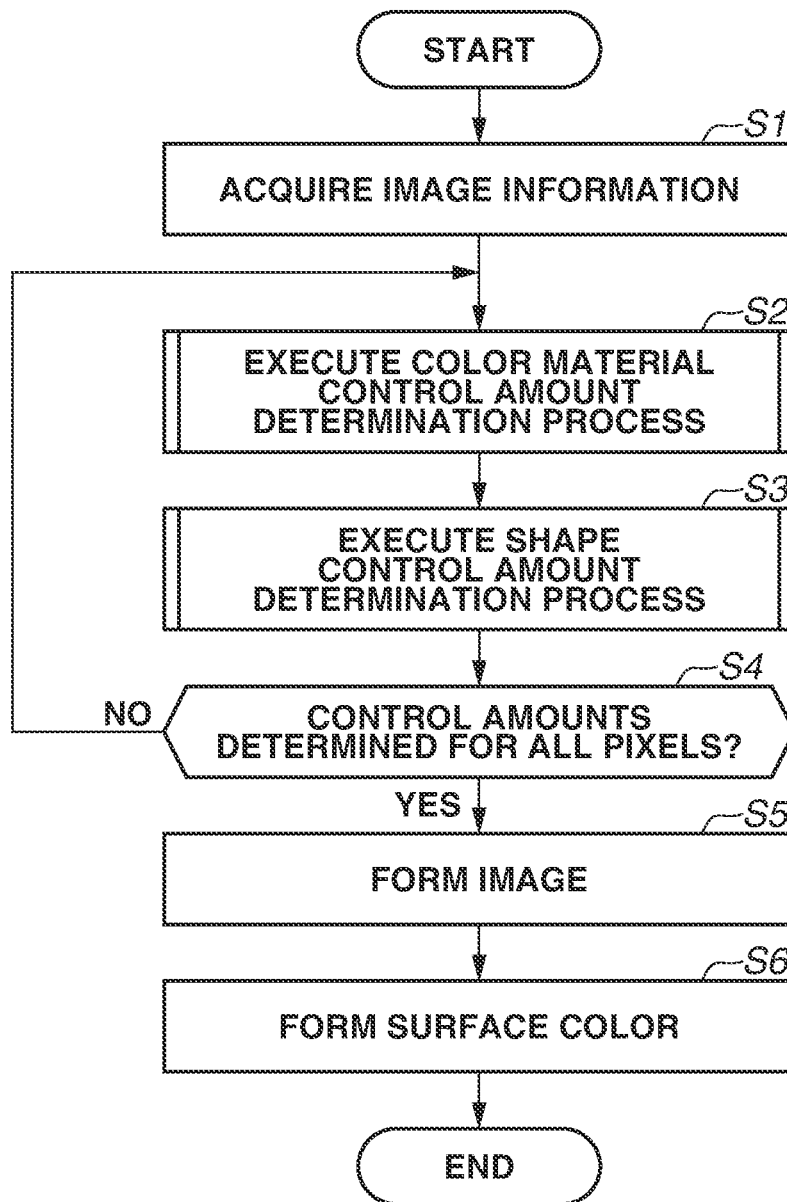 START
S1
ACQUIRE IMAGE INFORMATION
S2
EXECUTE COLOR MATERIAL
CONTROL AMOUNT
DETERMINATION PROCESS
S3
EXECUTE SHAPE
CONTROL AMOUNT
DETERMINATION PROCESS
S4
NO
CONTROL AMOUNTS
DETERMINED FOR ALL PIXELS?
YES
S5
FORM IMAGE
S6
FORM SURFACE COLOR
END